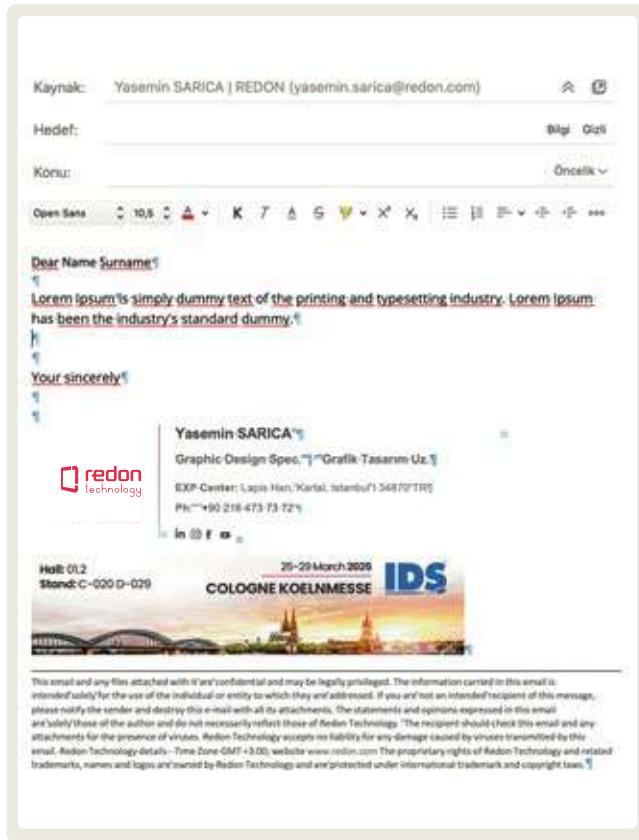 Kaynak: Yasemin SARICA | REDON (yasemin.sarica@redon.com)
Hedef: Bilgi Gizli
Konu: Öncelik
Open Sans 10,5 A K T A S X² X₂
Dear Name Surname
Lorem Ipsum is simply dummy text of the printing and typesetting industry. Lorem Ipsum
has been the industry's standard dummy.
Your sincerely
Yasemin SARICA
Graphic Design Spec. | Grafik Tasarım Uz.
redon
technology
EXP Center: Lapis Han, Kartal, Istanbul 34870 TR
Ph: +90 216 473 73 72
in f
Hall: 01.2
Stand: C-020 D-029
25-29 March 2025
COLOGNE KOELNMESSE
IDS
This email and any files attached with it are confidential and may be legally privileged. The information carried in this email is
intended solely for the use of the individual or entity to which they are addressed. If you are not an intended recipient of this message,
please notify the sender and destroy this e-mail with all its attachments. The statements and opinions expressed in this email
are solely those of the author and do not necessarily reflect those of Redon Technology. The recipient should check this email and any
attachments for the presence of viruses. Redon Technology accepts no liability for any damage caused by viruses transmitted by this
email. Redon Technology details - Time Zone GMT +3:00; website www.redon.com The proprietary rights of Redon Technology and related
trademarks, names and logos are owned by Redon Technology and are protected under international trademark and copyright laws.